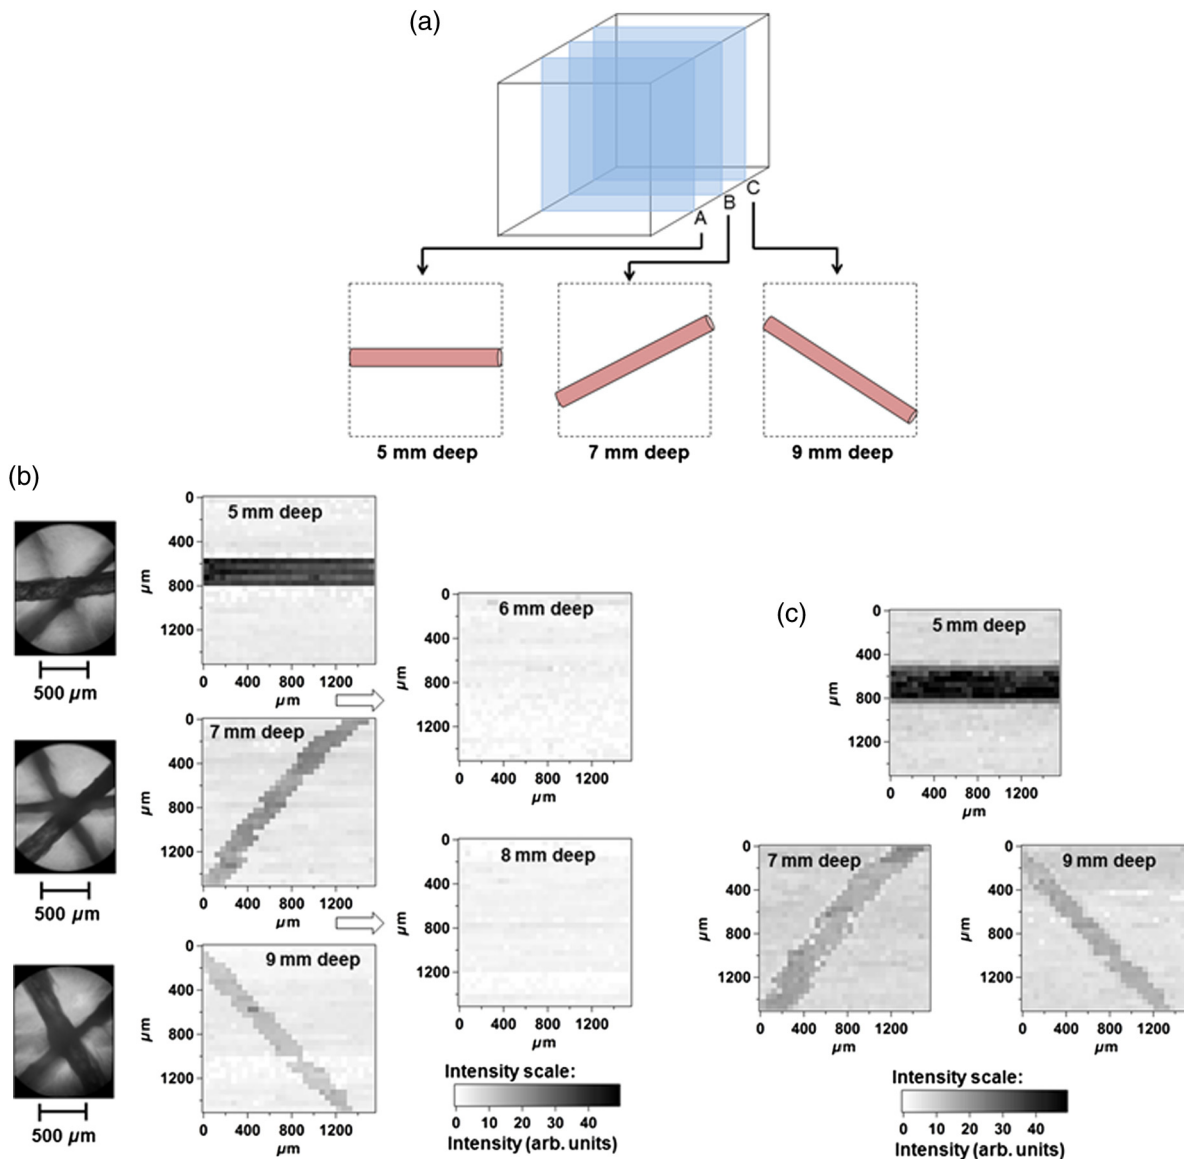 (a)
A
B
C
5 mm deep
7 mm deep
9 mm deep
(b)
500 µm
5 mm deep
0
400
800
1200
µm
0 400 800 1200
µm
6 mm deep
0
400
800
1200
µm
0 400 800 1200
µm
500 µm
7 mm deep
0
400
800
1200
µm
0 400 800 1200
µm
8 mm deep
0
400
800
1200
µm
0 400 800 1200
µm
500 µm
9 mm deep
0
400
800
1200
µm
0 400 800 1200
µm
Intensity scale:
0 10 20 30 40
Intensity (arb. units)
(c)
5 mm deep
0
400
800
1200
µm
0 400 800 1200
µm
7 mm deep
0
400
800
1200
µm
0 400 800 1200
µm
9 mm deep
0
400
800
1200
µm
0 400 800 1200
µm
Intensity scale:
0 10 20 30 40
Intensity (arb. units)